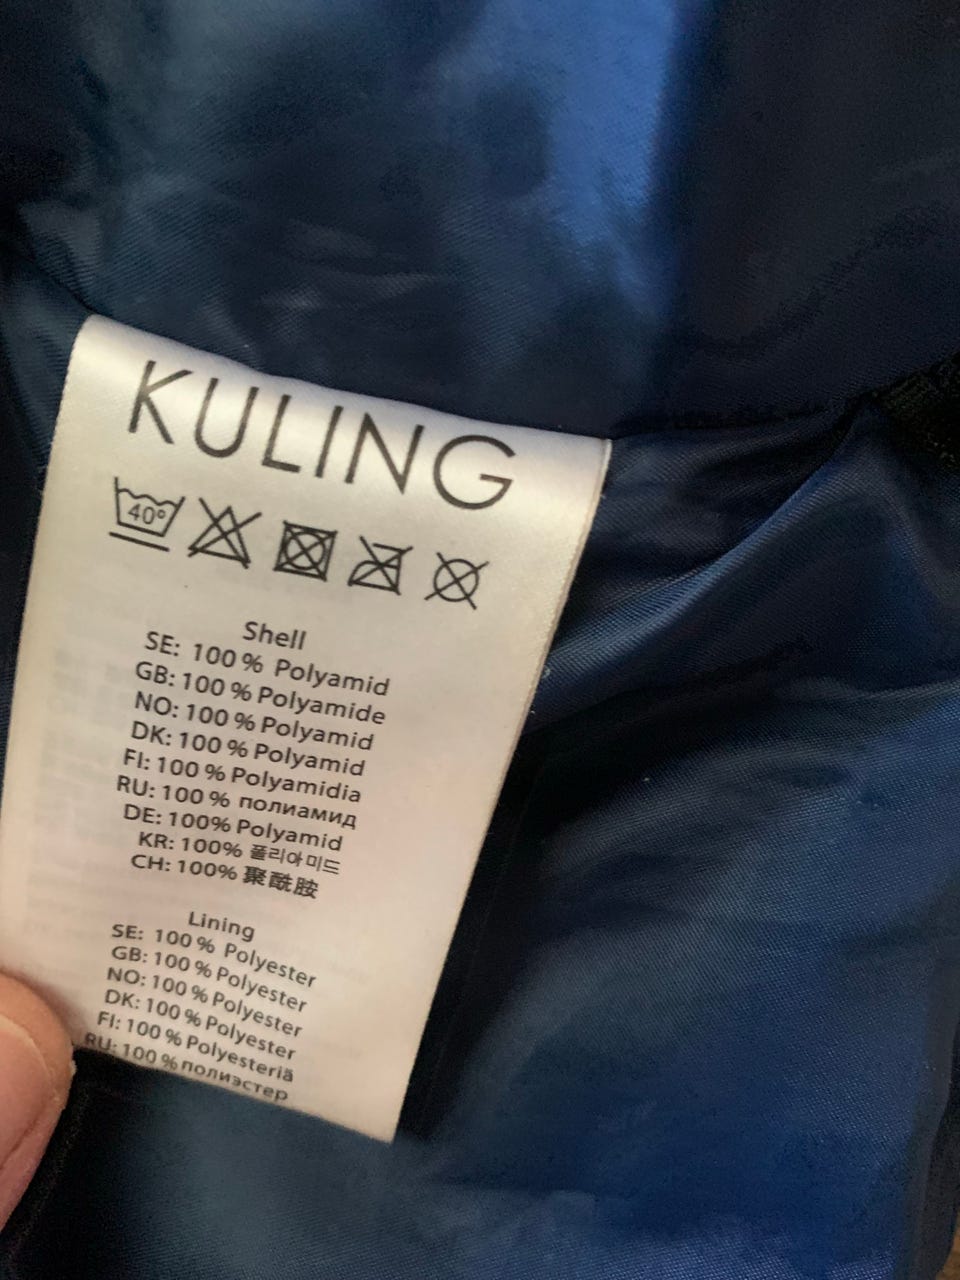 KULING
40°
Shell
SE: 100 % Polyamid
GB: 100 % Polyamide
NO: 100 % Polyamid
DK: 100 % Polyamid
FI: 100 % Polyamidia
RU: 100 % полиамид
DE: 100% Polyamid
KR: 100% 폴리아미드
CH: 100% 聚酰胺
Lining
SE: 100 % Polyester
GB: 100 % Polyester
NO: 100 % Polyester
DK: 100 % Polyester
FI: 100 % Polyesteriä
RU: 100 % полиэстер